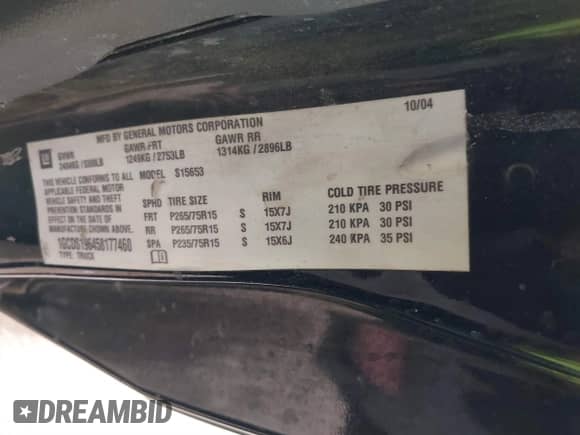 10/04
MFD BY GENERAL MOTORS CORPORATION
GM GVWR GAWR FRT GAWR RR
1249KG / 2753LB 1314KG / 2896LB
THIS VEHICLE CONFORMS TO ALL MODEL S15653
APPLICABLE FEDERAL MOTOR
VEHICLE SAFETY AND THEFT
PREVENTION STANDARDS IN
EFFECT ON THE DATE OF
MANUFACTURE SHOWN ABOVE.
1GCDS196458177460
TYPE: TRUCK
SPHD TIRE SIZE RIM COLD TIRE PRESSURE
FRT P265/75R15 S 15X7J 210 KPA 30 PSI
RR P265/75R15 S 15X7J 210 KPA 30 PSI
SPA P235/75R15 S 15X6J 240 KPA 35 PSI
DREAMBID